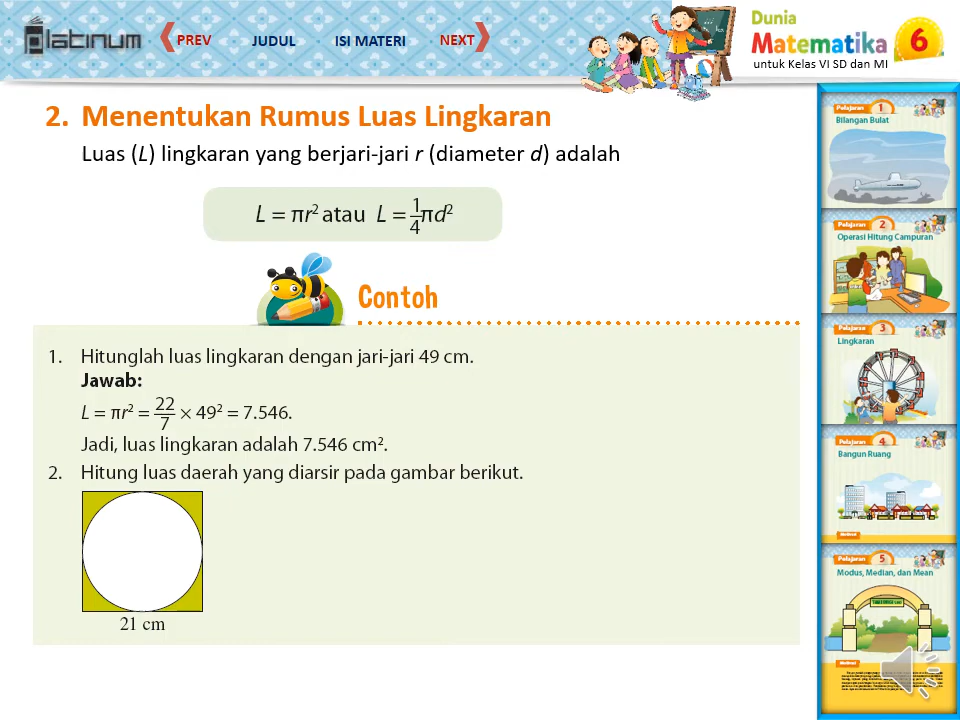 platinum
PREV
JUDUL
ISI MATERI
NEXT
Dunia
Matematika 6
untuk Kelas VI SD dan MI
2. Menentukan Rumus Luas Lingkaran
Luas (L) lingkaran yang berjari-jari r (diameter d) adalah
L = πr² atau L = 1/4 πd²
Contoh
1. Hitunglah luas lingkaran dengan jari-jari 49 cm.
Jawab:
L = πr² = 22/7 × 49² = 7.546.
Jadi, luas lingkaran adalah 7.546 cm².
2. Hitung luas daerah yang diarsir pada gambar berikut.
21 cm
Pelajaran 1
Bilangan Bulat
Pelajaran 2
Operasi Hitung Campuran
Pelajaran 3
Lingkaran
Pelajaran 4
Bangun Ruang
Pelajaran 5
Modus, Median, dan Mean